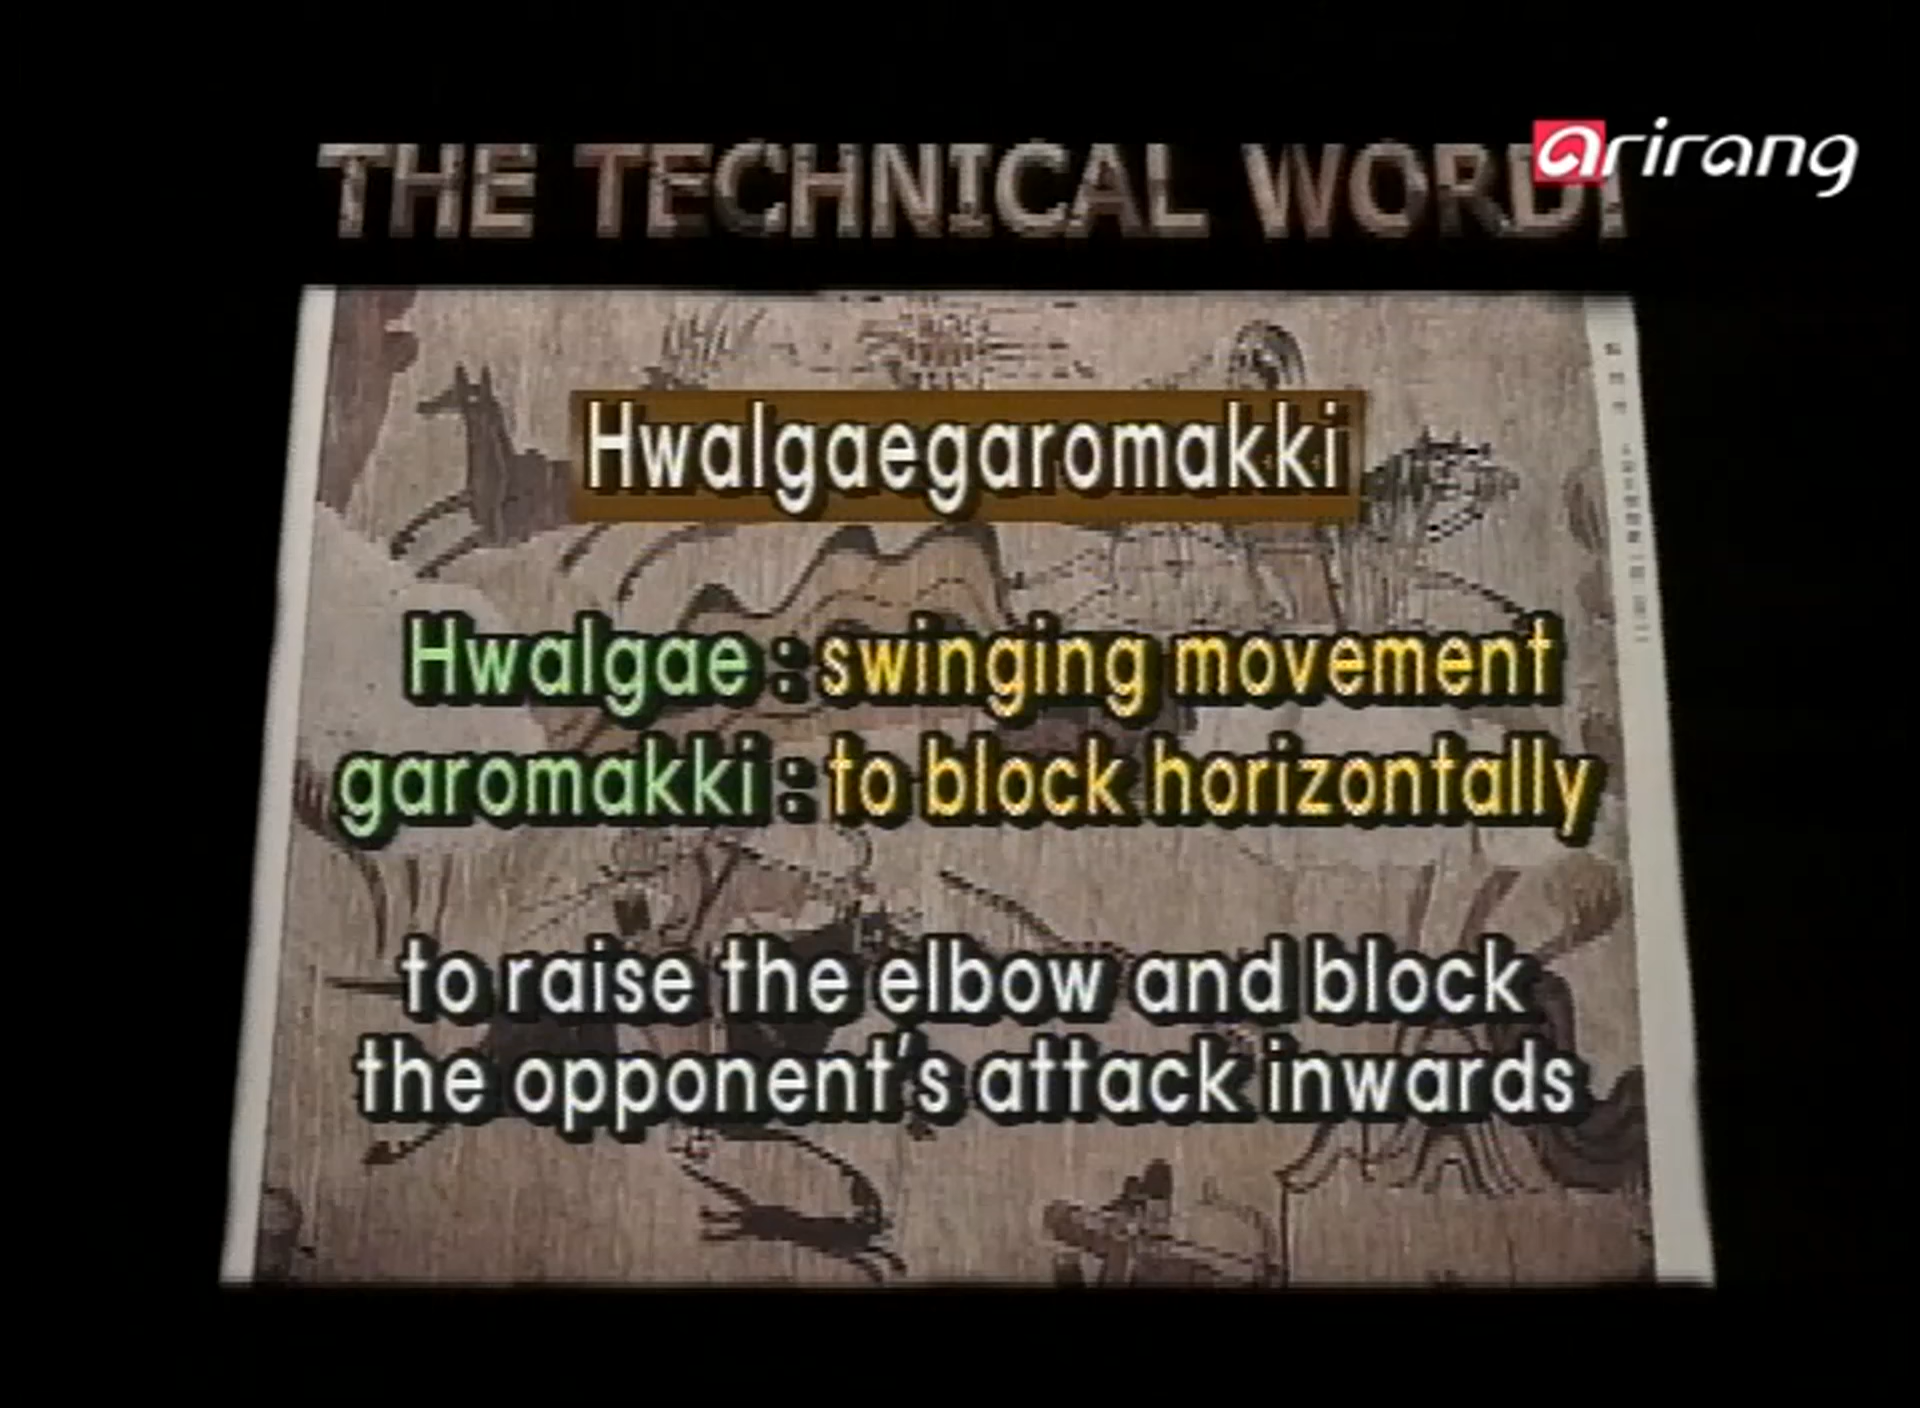 THE TECHNICAL WORD
arirang
Hwalgaegaromakki
Hwalgae : swinging movement
garomakki : to block horizontally
to raise the elbow and block
the opponent's attack inwards